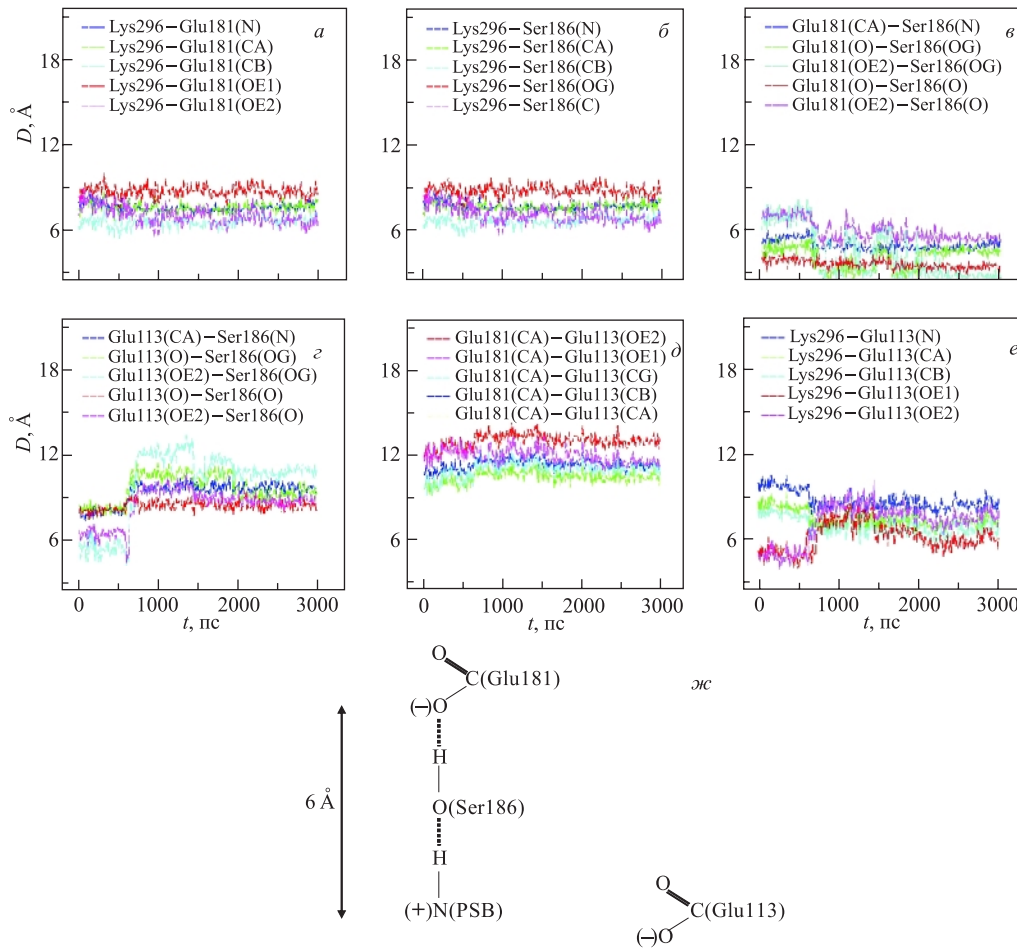 а
Lys296–Glu181(N)
Lys296–Glu181(CA)
Lys296–Glu181(CB)
Lys296–Glu181(OE1)
Lys296–Glu181(OE2)
D, Å
18
12
6
б
Lys296–Ser186(N)
Lys296–Ser186(CA)
Lys296–Ser186(CB)
Lys296–Ser186(OG)
Lys296–Ser186(C)
18
12
6
в
Glu181(CA)–Ser186(N)
Glu181(O)–Ser186(OG)
Glu181(OE2)–Ser186(OG)
Glu181(O)–Ser186(O)
Glu181(OE2)–Ser186(O)
18
12
6
г
Glu113(CA)–Ser186(N)
Glu113(O)–Ser186(OG)
Glu113(OE2)–Ser186(OG)
Glu113(O)–Ser186(O)
Glu113(OE2)–Ser186(O)
D, Å
18
12
6
0 1000 2000 3000
t, пс
д
Glu181(CA)–Glu113(OE2)
Glu181(CA)–Glu113(OE1)
Glu181(CA)–Glu113(CG)
Glu181(CA)–Glu113(CB)
Glu181(CA)–Glu113(CA)
18
12
6
0 1000 2000 3000
t, пс
е
Lys296–Glu113(N)
Lys296–Glu113(CA)
Lys296–Glu113(CB)
Lys296–Glu113(OE1)
Lys296–Glu113(OE2)
18
12
6
0 1000 2000 3000
t, пс
ж
O
C(Glu181)
(–)O
H
6 Å
O(Ser186)
H
(+)N(PSB)
O
C(Glu113)
(–)O